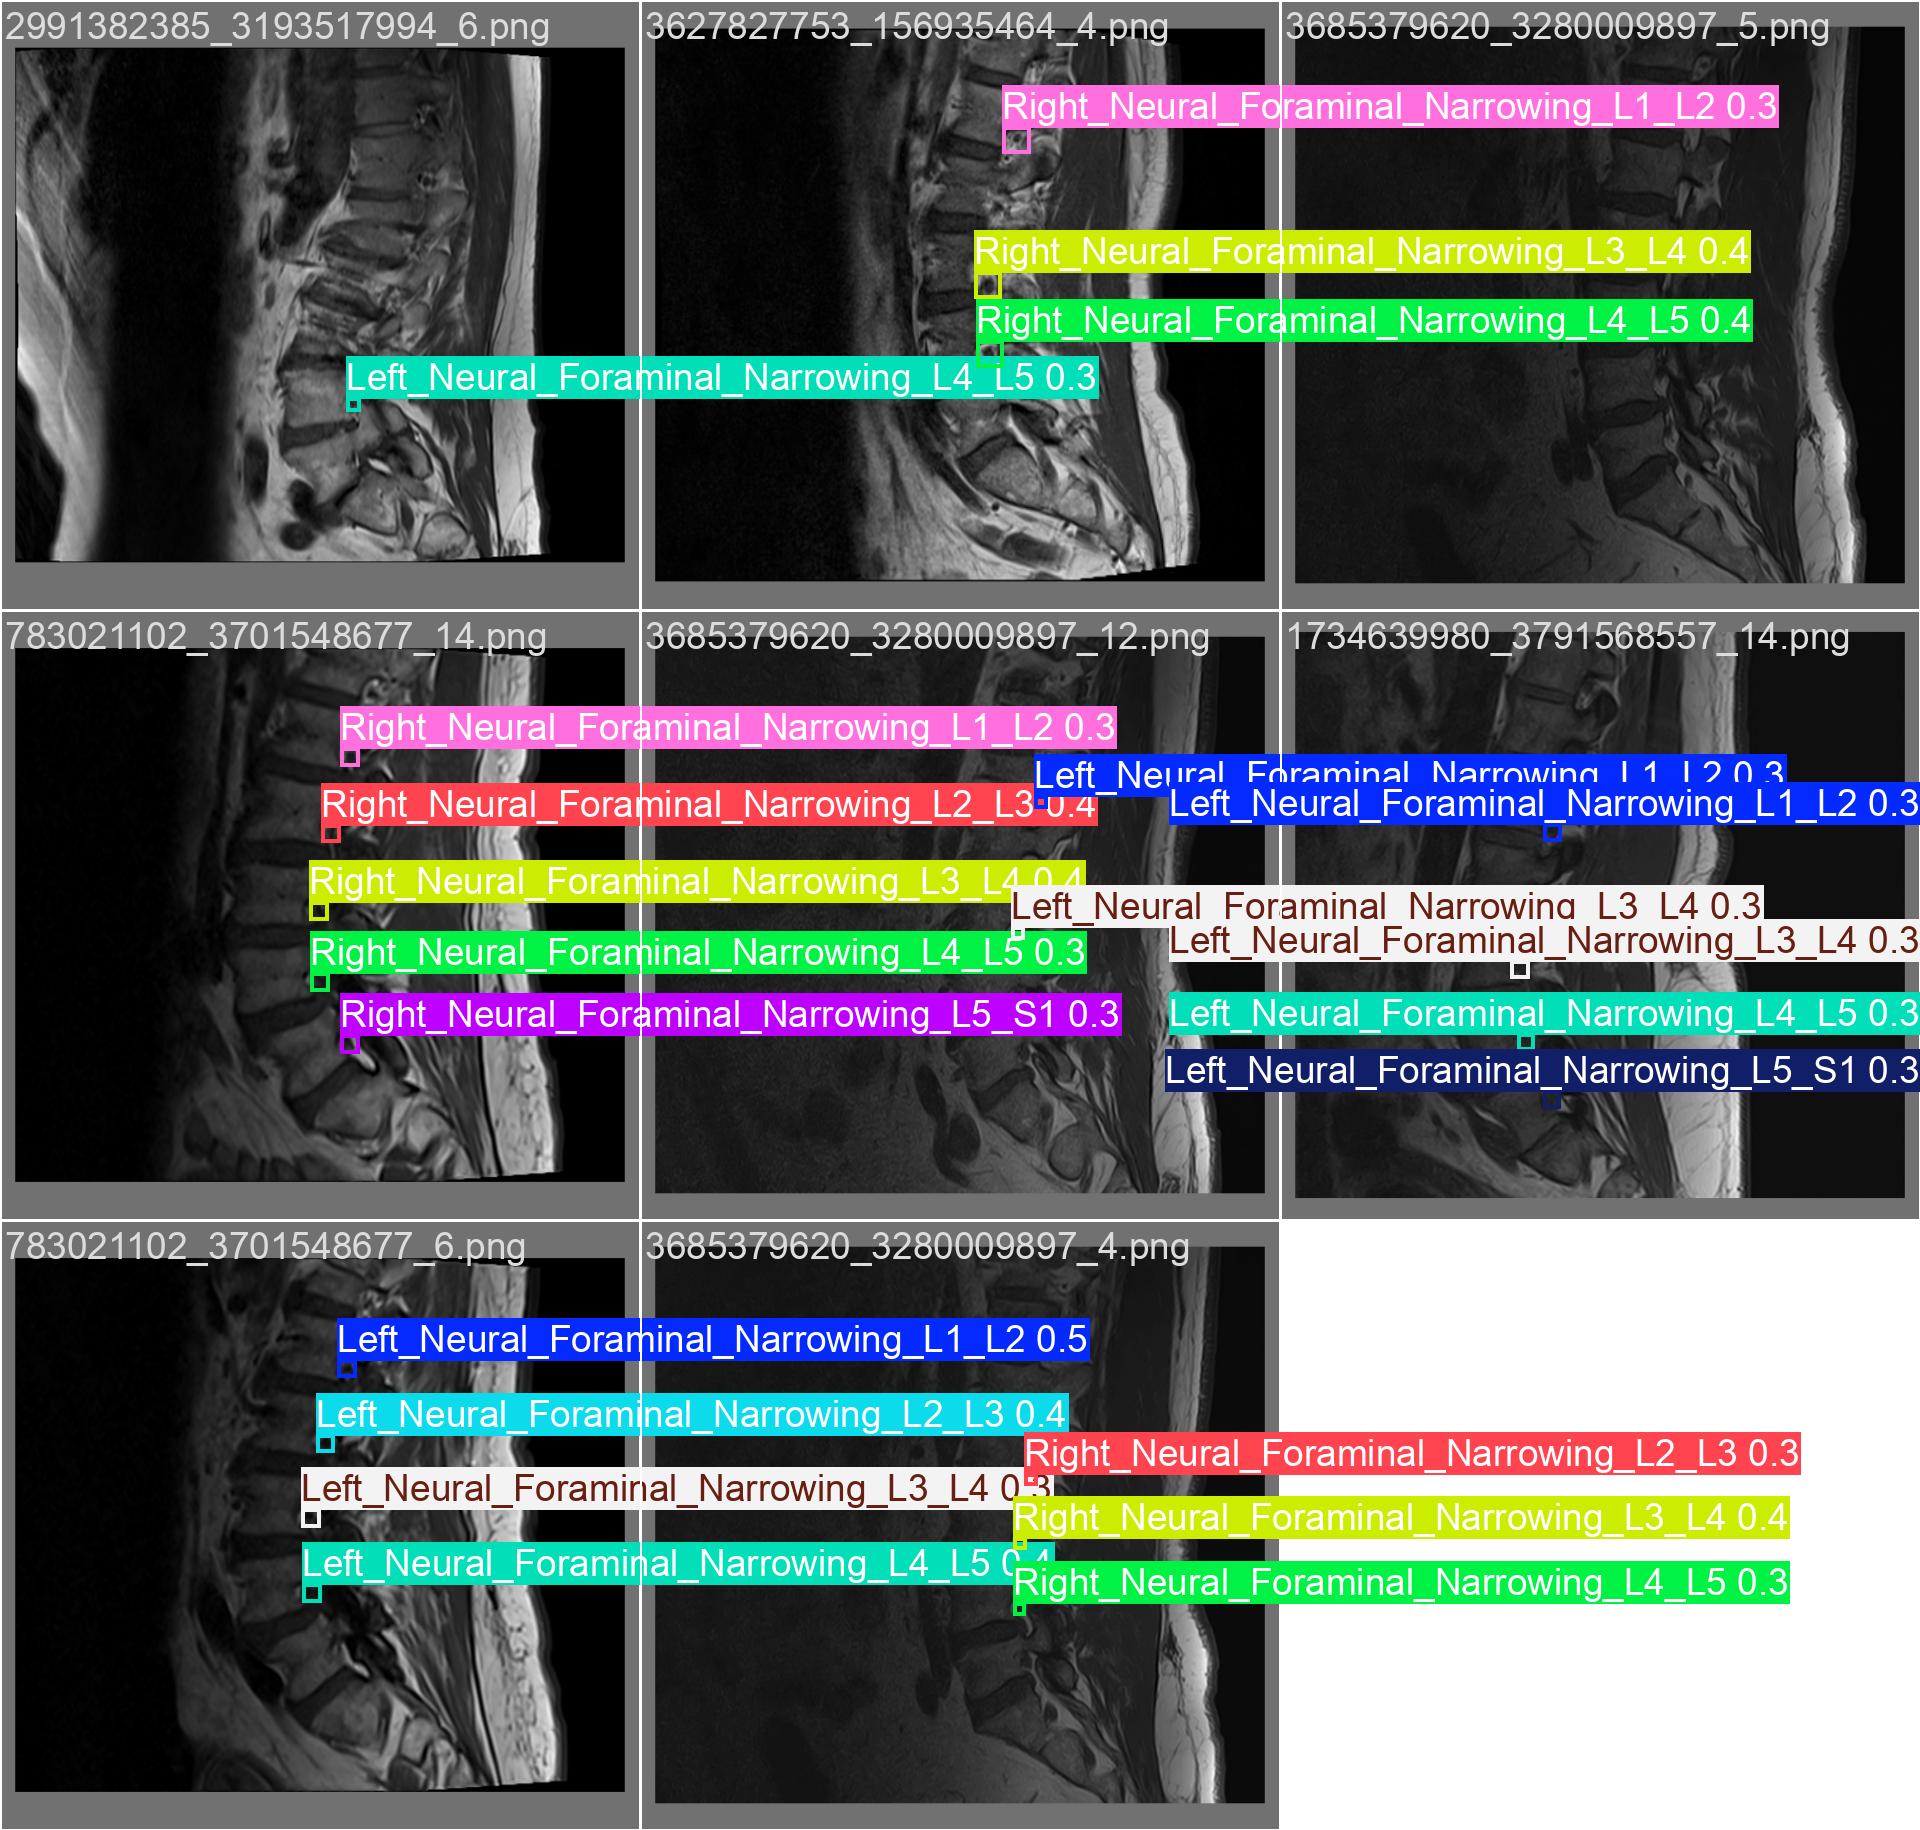 2991382385_3193517994_6.png
Left_Neural_Foraminal_Narrowing_L4_L5 0.3
3627827753_156935464_4.png
Right_Neural_Foraminal_Narrowing_L1_L2 0.3
Right_Neural_Foraminal_Narrowing_L3_L4 0.4
Right_Neural_Foraminal_Narrowing_L4_L5 0.4
3685379620_3280009897_5.png
783021102_3701548677_14.png
Right_Neural_Foraminal_Narrowing_L1_L2 0.3
Right_Neural_Foraminal_Narrowing_L2_L3 0.4
Right_Neural_Foraminal_Narrowing_L3_L4 0.4
Right_Neural_Foraminal_Narrowing_L4_L5 0.3
Right_Neural_Foraminal_Narrowing_L5_S1 0.3
3685379620_3280009897_12.png
Left_Neural_Foraminal_Narrowing_L1_L2 0.3
Left_Neural_Foraminal_Narrowing_L3_L4 0.3
1734639980_3791568557_14.png
Left_Neural_Foraminal_Narrowing_L1_L2 0.3
Left_Neural_Foraminal_Narrowing_L3_L4 0.3
Left_Neural_Foraminal_Narrowing_L4_L5 0.3
Left_Neural_Foraminal_Narrowing_L5_S1 0.3
783021102_3701548677_6.png
Left_Neural_Foraminal_Narrowing_L1_L2 0.5
Left_Neural_Foraminal_Narrowing_L2_L3 0.4
Left_Neural_Foraminal_Narrowing_L3_L4 0.3
Left_Neural_Foraminal_Narrowing_L4_L5 0.4
3685379620_3280009897_4.png
Right_Neural_Foraminal_Narrowing_L2_L3 0.3
Right_Neural_Foraminal_Narrowing_L3_L4 0.4
Right_Neural_Foraminal_Narrowing_L4_L5 0.3